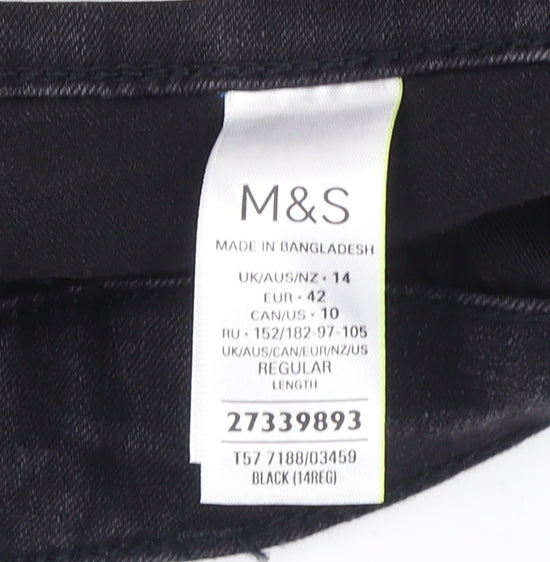 M&S
MADE IN BANGLADESH
UK/AUS/NZ • 14
EUR • 42
CAN/US • 10
RU • 152/182-97-105
UK/AUS/CAN/EUR/NZ/US
REGULAR
LENGTH
27339893
T57 7188/03459
BLACK (14REG)